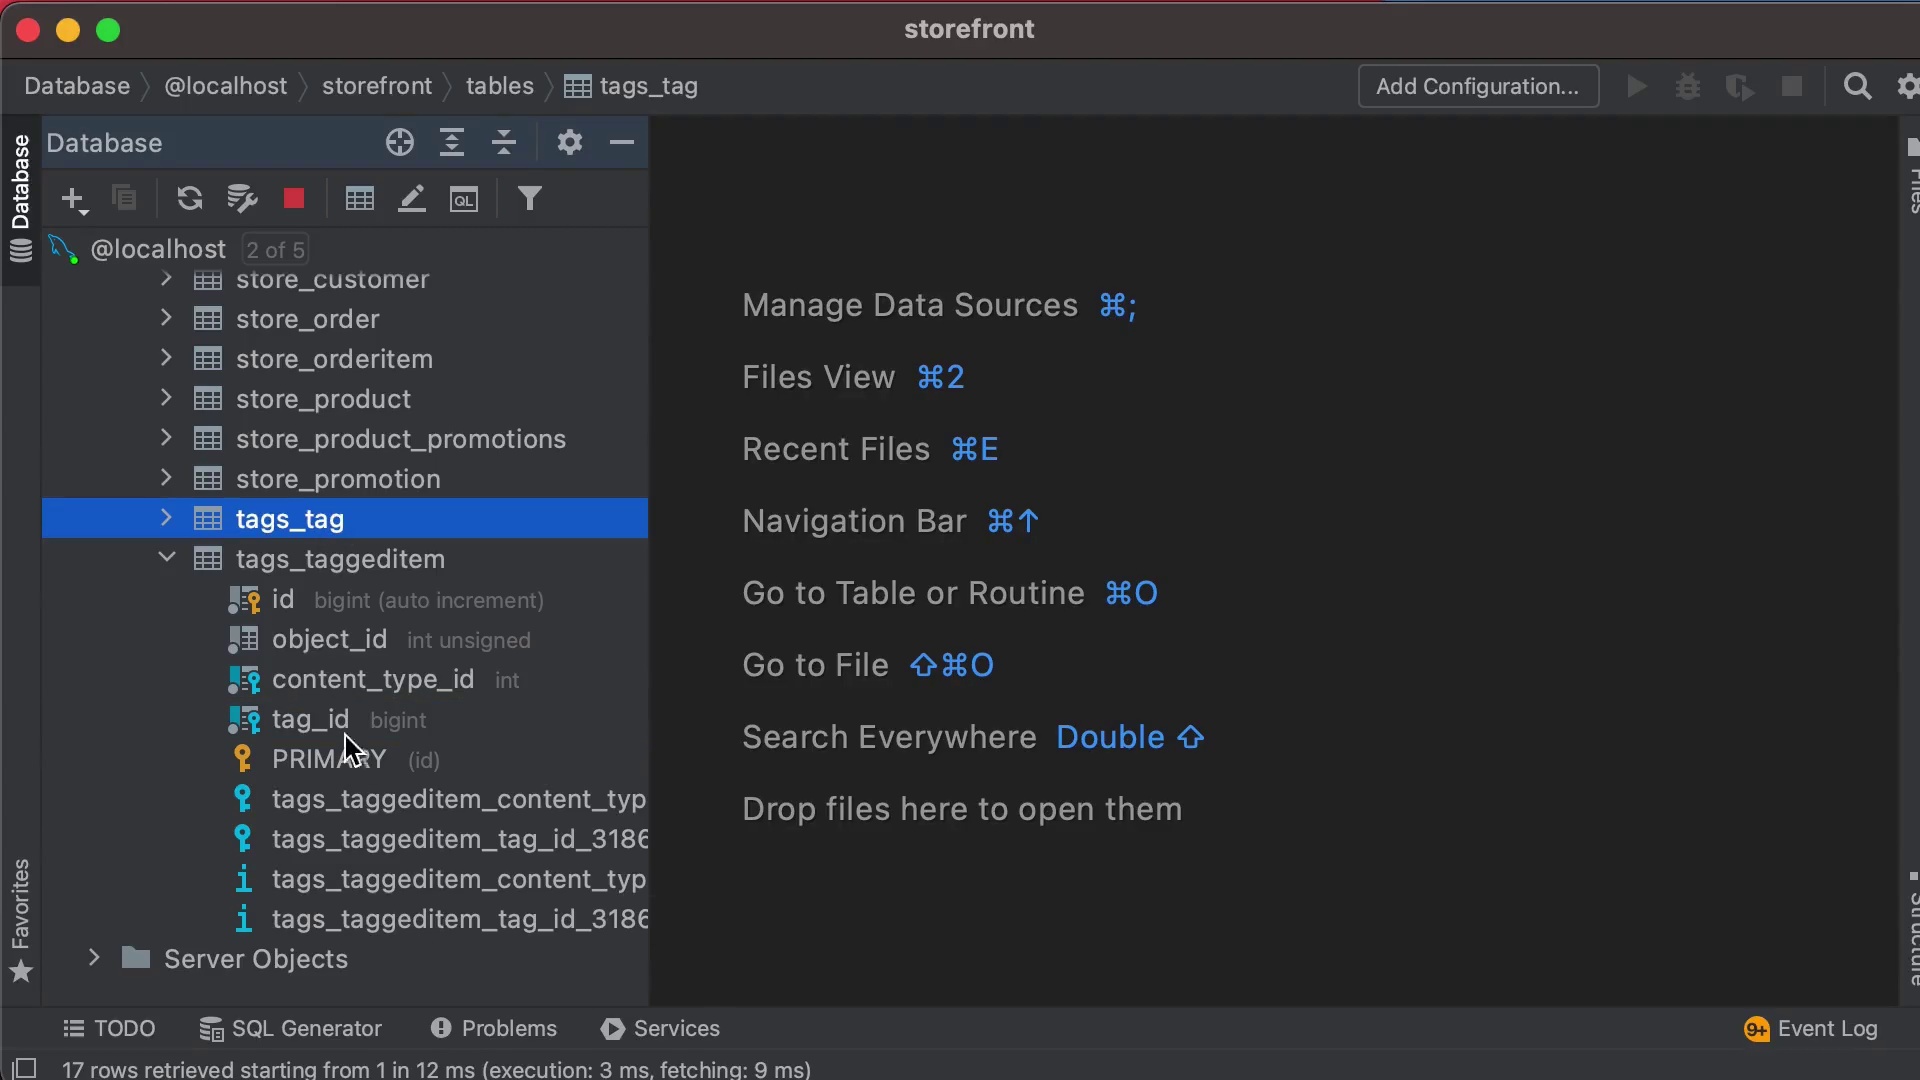 storefront
Database @localhost storefront tables tags_tag
Add Configuration...
Database
Database
QL
@localhost 2 of 5
store_customer
store_order
store_orderitem
store_product
store_product_promotions
store_promotion
tags_tag
tags_taggeditem
id bigint (auto increment)
object_id int unsigned
content_type_id int
tag_id bigint
PRIMARY (id)
tags_taggeditem_content_typ
tags_taggeditem_tag_id_3186
tags_taggeditem_content_typ
tags_taggeditem_tag_id_3186
Server Objects
Favorites
Manage Data Sources ⌘;
Files View ⌘2
Recent Files ⌘E
Navigation Bar ⌘↑
Go to Table or Routine ⌘O
Go to File ⇧⌘O
Search Everywhere Double ⇧
Drop files here to open them
Files
Structure
TODO SQL Generator Problems Services
9+ Event Log
17 rows retrieved starting from 1 in 12 ms (execution: 3 ms, fetching: 9 ms)